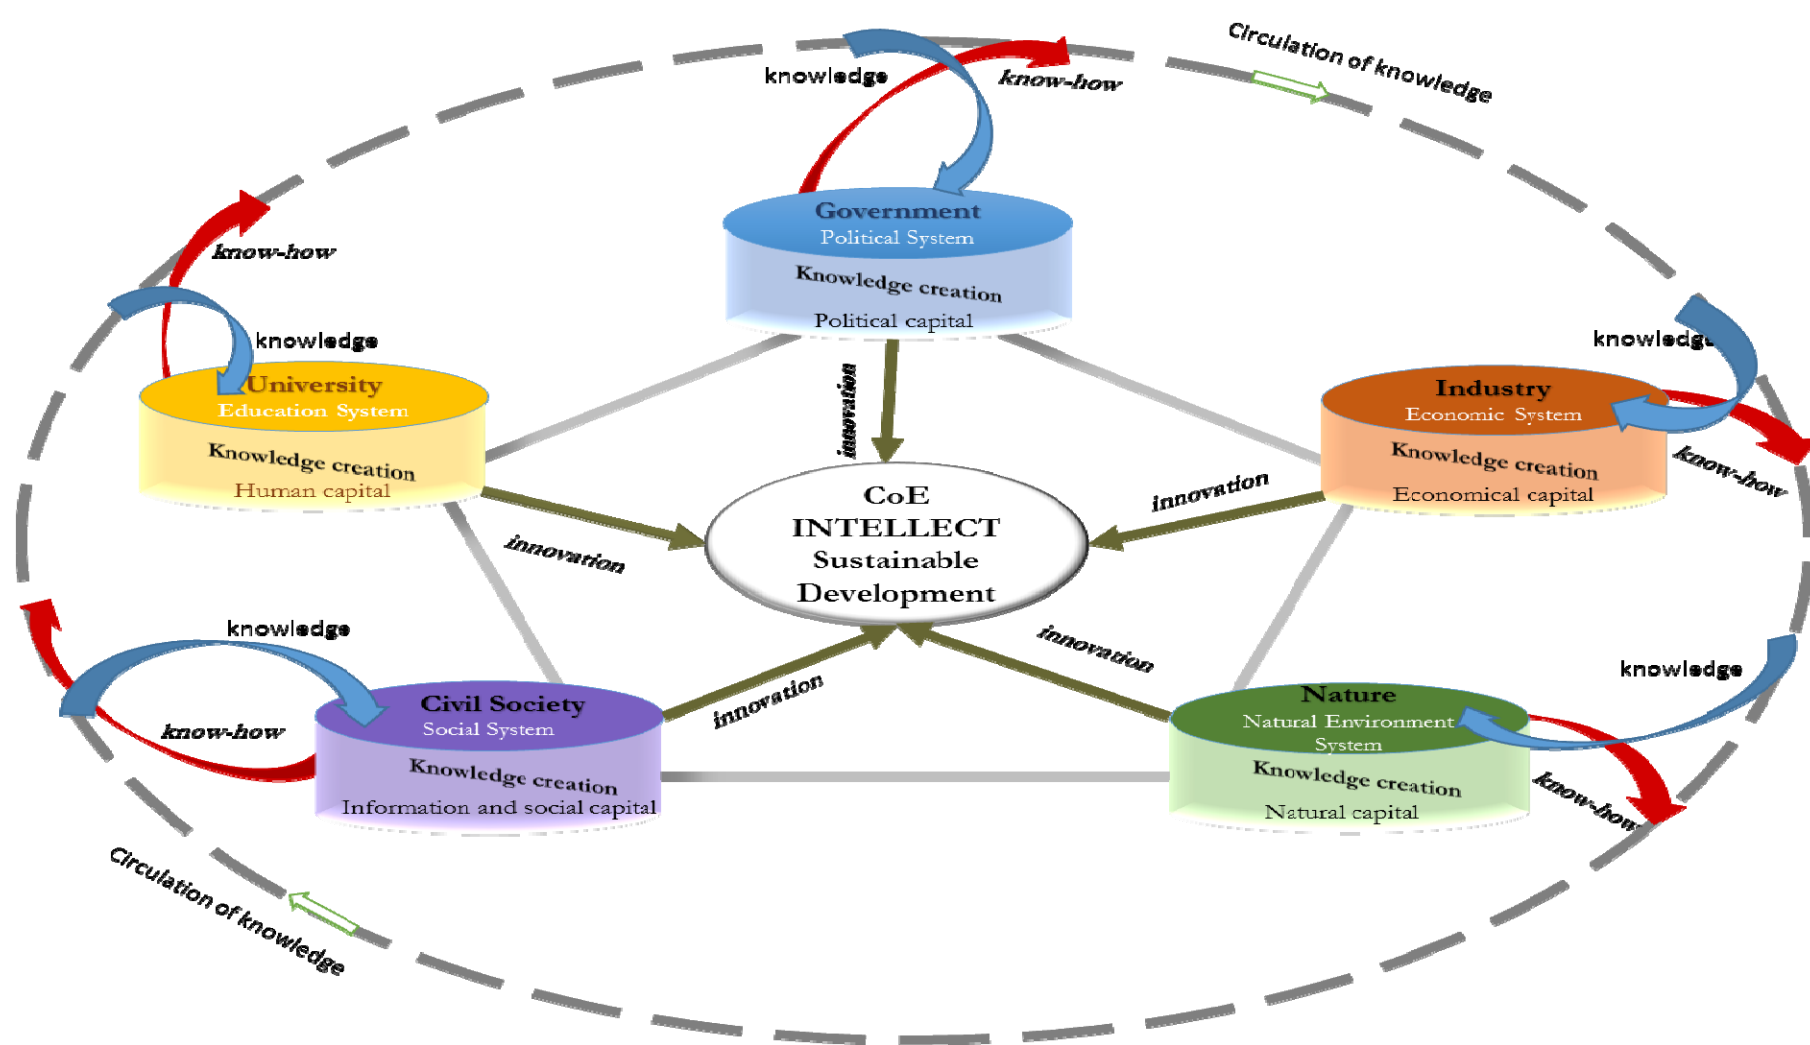 Circulation of knowledge
knowledge
know-how
Government
Political System
Knowledge creation
Political capital
know-how
knowledge
University
Education System
Knowledge creation
Human capital
knowledge
Industry
Economic System
Knowledge creation
Economical capital
know-how
innovation
innovation
innovation
CoE
INTELLECT
Sustainable
Development
knowledge
know-how
Civil Society
Social System
Knowledge creation
Information and social capital
innovation
innovation
knowledge
Nature
Natural Environment
System
Knowledge creation
Natural capital
know-how
Circulation of knowledge